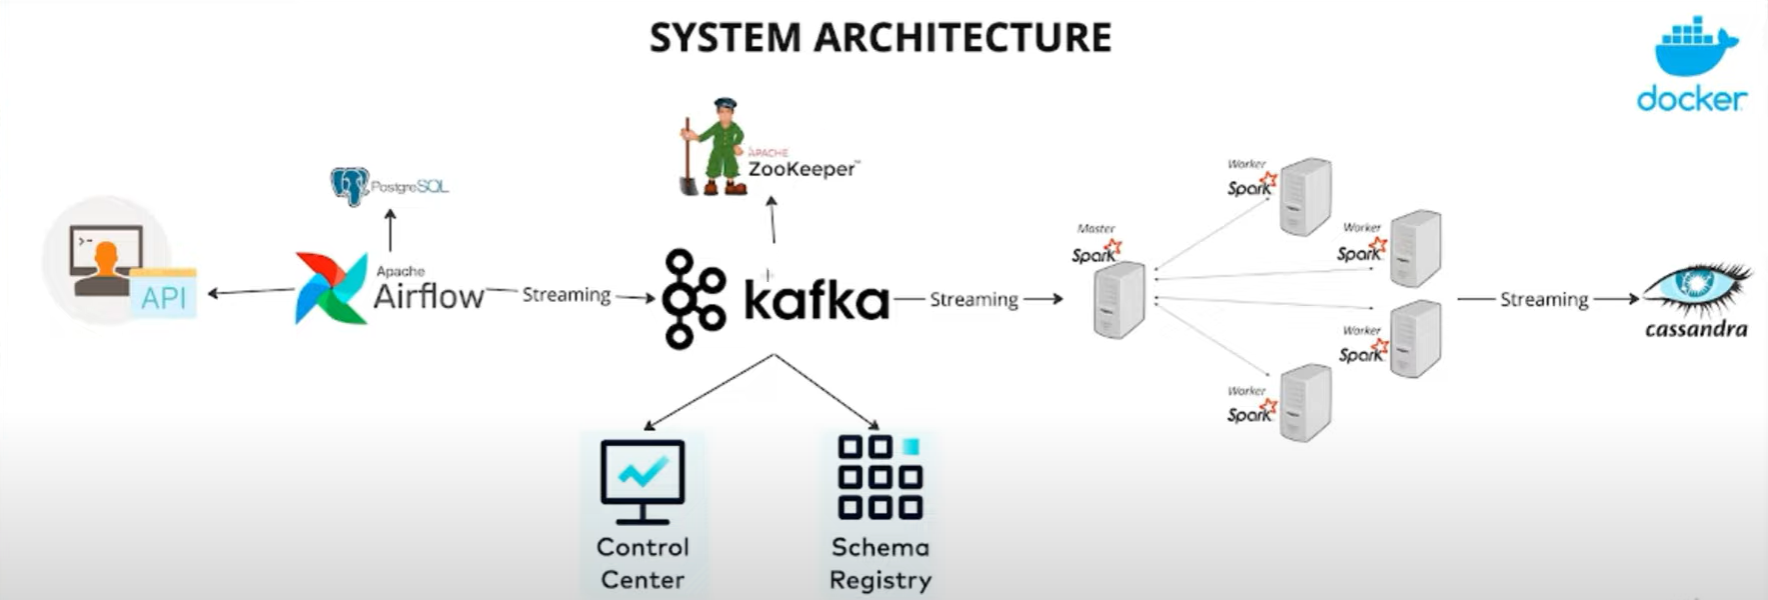 SYSTEM ARCHITECTURE
docker
APACHE
ZooKeeper™
PostgreSQL
>-
API
Apache
Airflow
Streaming
kafka
Streaming
Master
Spark
Worker
Spark
Worker
Spark
Worker
Spark
Worker
Spark
Streaming
cassandra
Control
Center
Schema
Registry